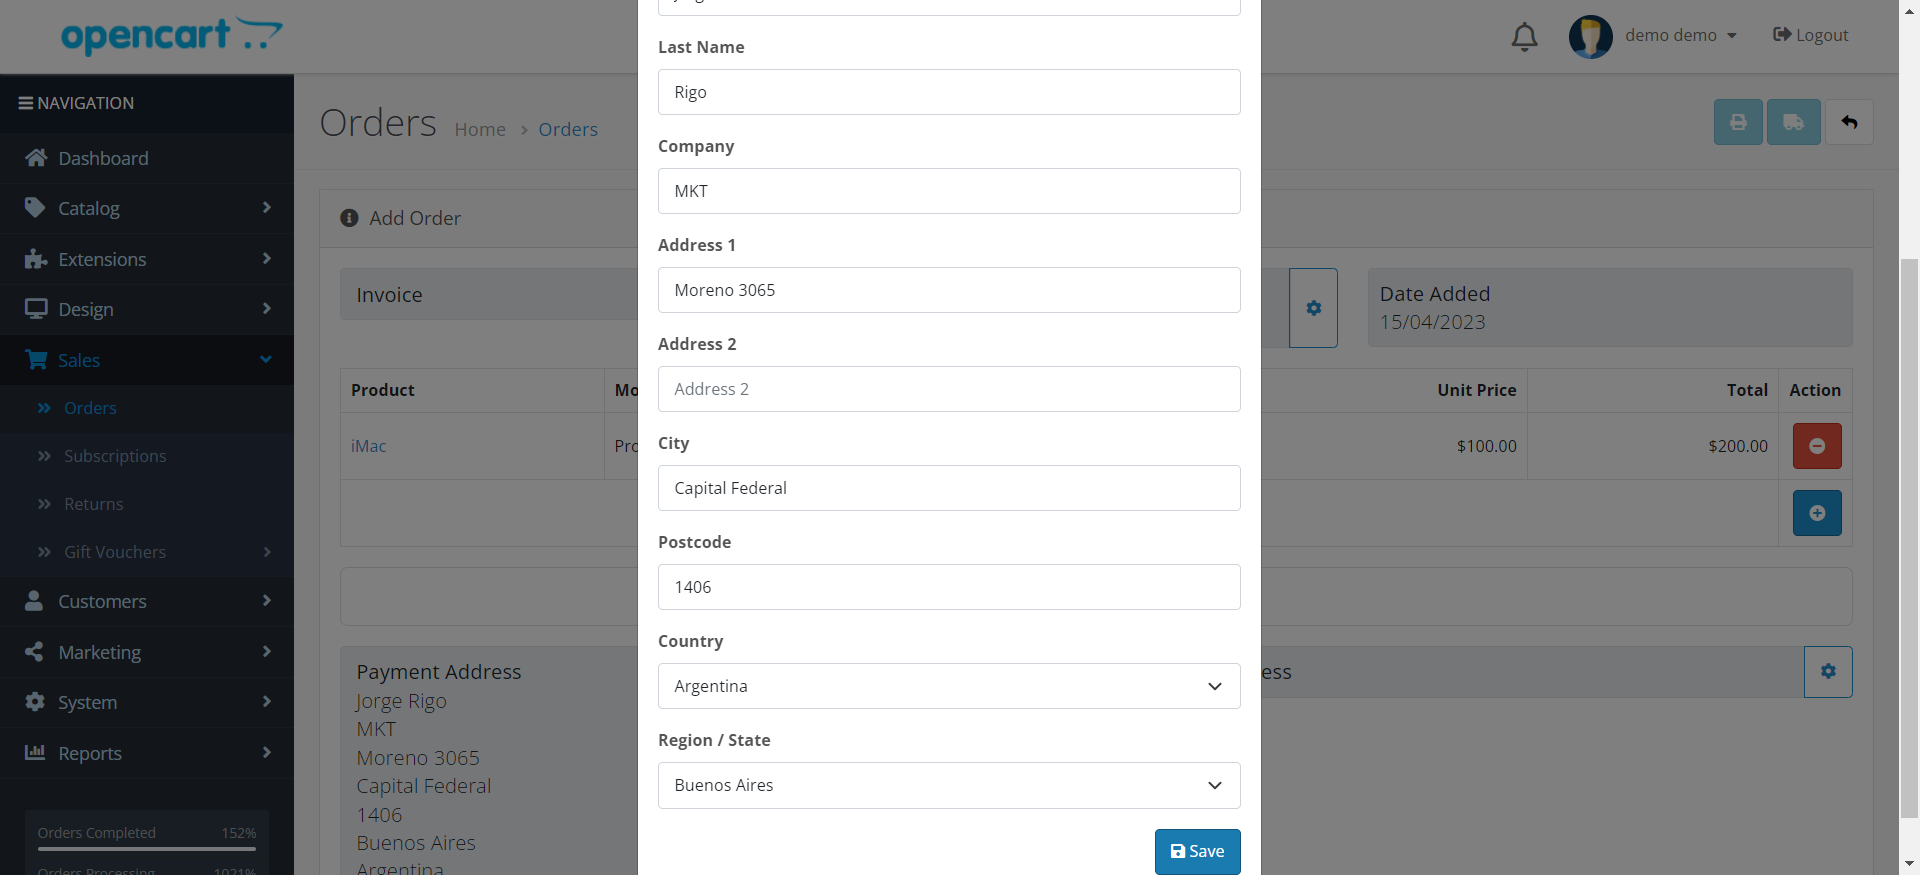 opencart
demo demo
Logout
NAVIGATION
Dashboard
Catalog
Extensions
Design
Sales
Orders
Subscriptions
Returns
Gift Vouchers
Customers
Marketing
System
Reports
Orders Completed 152%
Orders Processing 1021%
Orders Home > Orders
Add Order
Invoice
Date Added
15/04/2023
Product Mo Unit Price Total Action
iMac Pro $100.00 $200.00
Payment Address
Jorge Rigo
MKT
Moreno 3065
Capital Federal
1406
Buenos Aires
Argentina
ess
Last Name
Rigo
Company
MKT
Address 1
Moreno 3065
Address 2
Address 2
City
Capital Federal
Postcode
1406
Country
Argentina
Region / State
Buenos Aires
Save